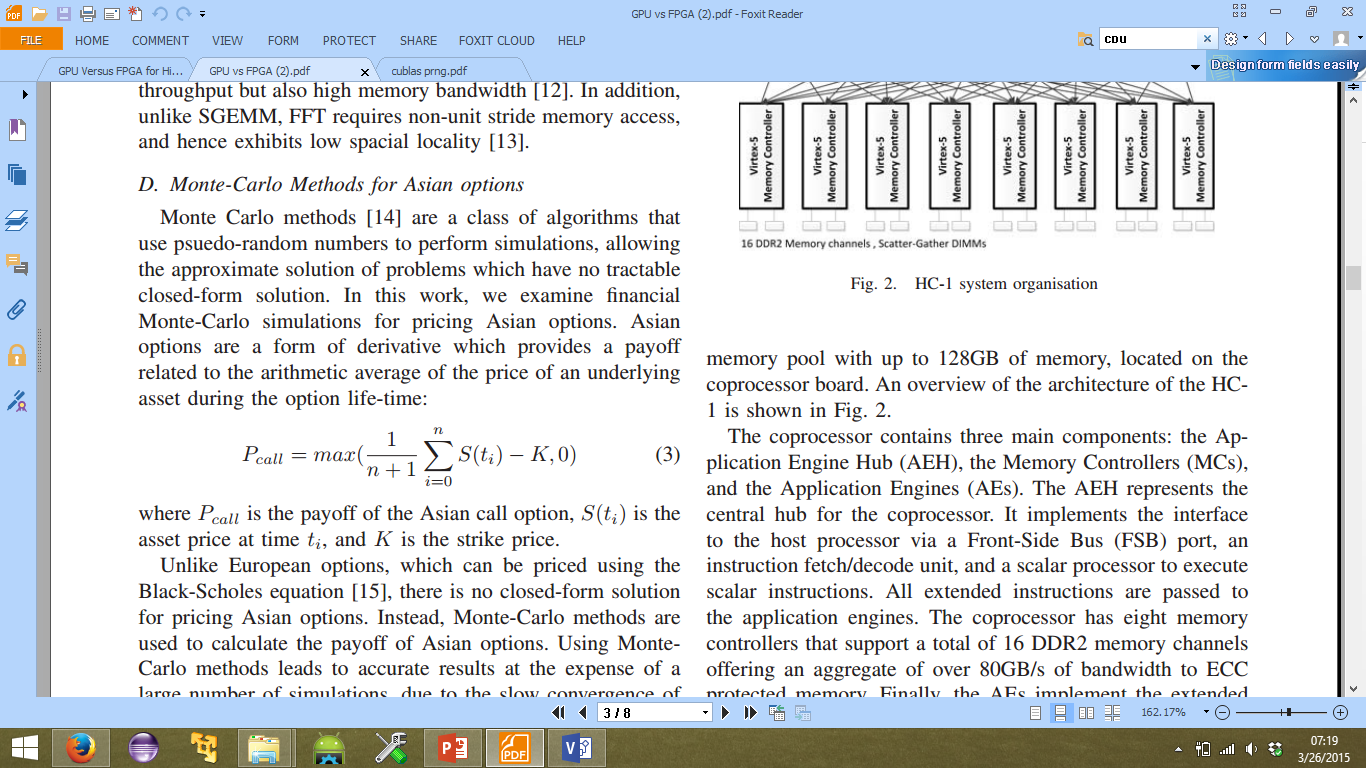 GPU vs FPGA (2).pdf - Foxit Reader
FILE HOME COMMENT VIEW FORM PROTECT SHARE FOXIT CLOUD HELP
CDU
GPU Versus FPGA for Hi...
GPU vs FPGA (2).pdf
cublas prng.pdf
Design form fields easily
throughput but also high memory bandwidth [12]. In addition,
unlike SGEMM, FFT requires non-unit stride memory access,
and hence exhibits low spacial locality [13].
D. Monte-Carlo Methods for Asian options
Monte Carlo methods [14] are a class of algorithms that
use psuedo-random numbers to perform simulations, allowing
the approximate solution of problems which have no tractable
closed-form solution. In this work, we examine financial
Monte-Carlo simulations for pricing Asian options. Asian
options are a form of derivative which provides a payoff
related to the arithmetic average of the price of an underlying
asset during the option life-time:
P_call = max(1/(n+1) ∑_{i=0}^{n} S(t_i) − K, 0) (3)
where P_call is the payoff of the Asian call option, S(t_i) is the
asset price at time t_i, and K is the strike price.
Unlike European options, which can be priced using the
Black-Scholes equation [15], there is no closed-form solution
for pricing Asian options. Instead, Monte-Carlo methods are
used to calculate the payoff of Asian options. Using Monte-
Carlo methods leads to accurate results at the expense of a
large number of simulations, due to the slow convergence of
Virtex-5 Memory Controller
Virtex-5 Memory Controller
Virtex-5 Memory Controller
Virtex-5 Memory Controller
Virtex-5 Memory Controller
Virtex-5 Memory Controller
Virtex-5 Memory Controller
Virtex-5 Memory Controller
16 DDR2 Memory channels , Scatter-Gather DIMMs
Fig. 2. HC-1 system organisation
memory pool with up to 128GB of memory, located on the
coprocessor board. An overview of the architecture of the HC-
1 is shown in Fig. 2.
The coprocessor contains three main components: the Ap-
plication Engine Hub (AEH), the Memory Controllers (MCs),
and the Application Engines (AEs). The AEH represents the
central hub for the coprocessor. It implements the interface
to the host processor via a Front-Side Bus (FSB) port, an
instruction fetch/decode unit, and a scalar processor to execute
scalar instructions. All extended instructions are passed to
the application engines. The coprocessor has eight memory
controllers that support a total of 16 DDR2 memory channels
offering an aggregate of over 80GB/s of bandwidth to ECC
protected memory. Finally, the AEs implement the extended
3 / 8
162.17%
07:19
3/26/2015